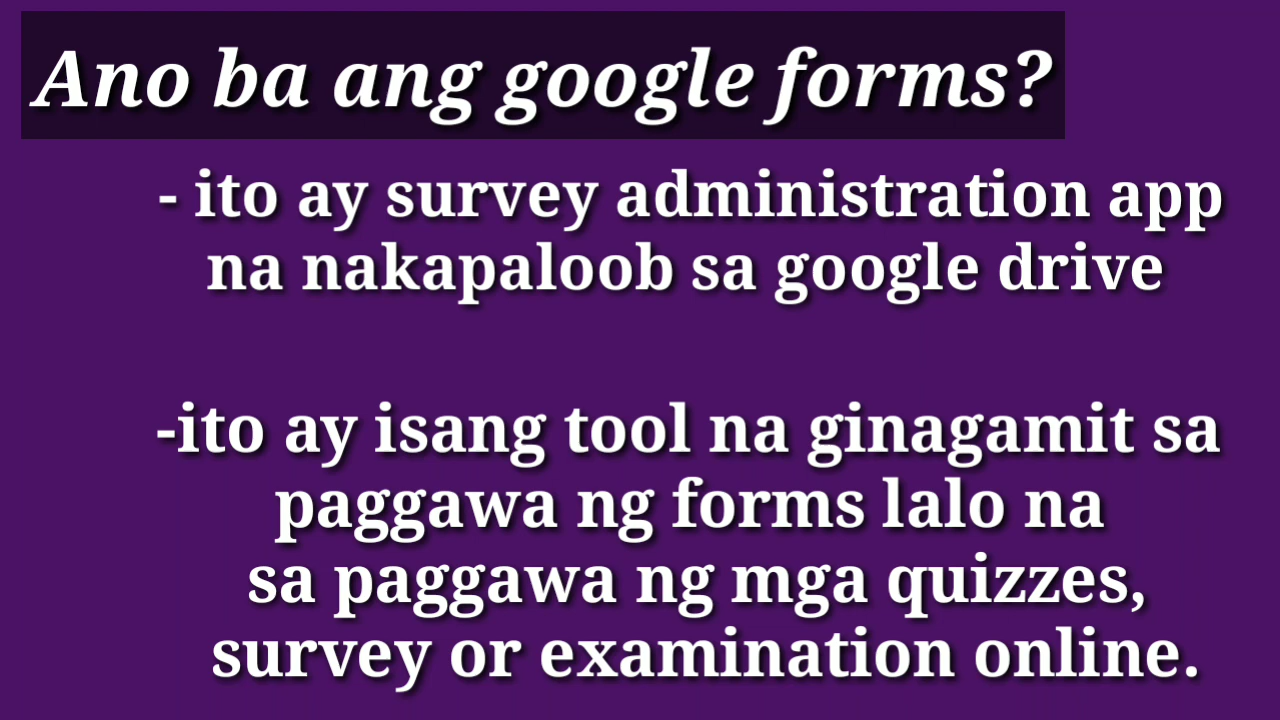 Ano ba ang google forms?
- ito ay survey administration app
na nakapaloob sa google drive
-ito ay isang tool na ginagamit sa
paggawa ng forms lalo na
sa paggawa ng mga quizzes,
survey or examination online.